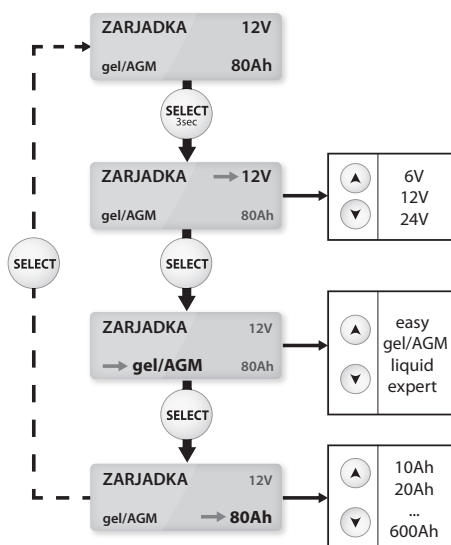 ZARJADKA 12V
gel/AGM 80Ah
SELECT
3sec
ZARJADKA 12V
gel/AGM 80Ah
6V
12V
24V
SELECT
SELECT
ZARJADKA 12V
gel/AGM 80Ah
easy
gel/AGM
liquid
expert
SELECT
ZARJADKA 12V
gel/AGM 80Ah
10Ah
20Ah
...
600Ah